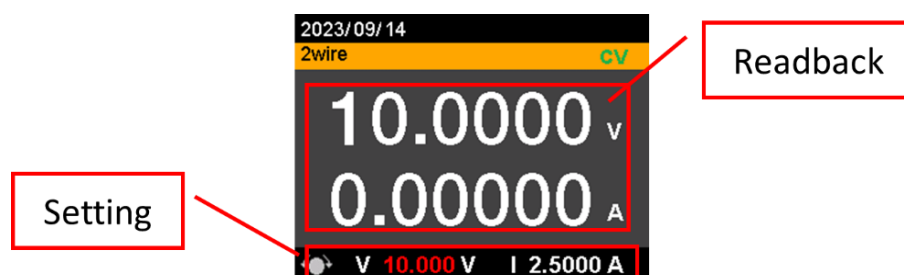 2023/09/14
2wire CV
Readback
10.0000 V
0.00000 A
Setting
V 10.000 V I 2.5000 A